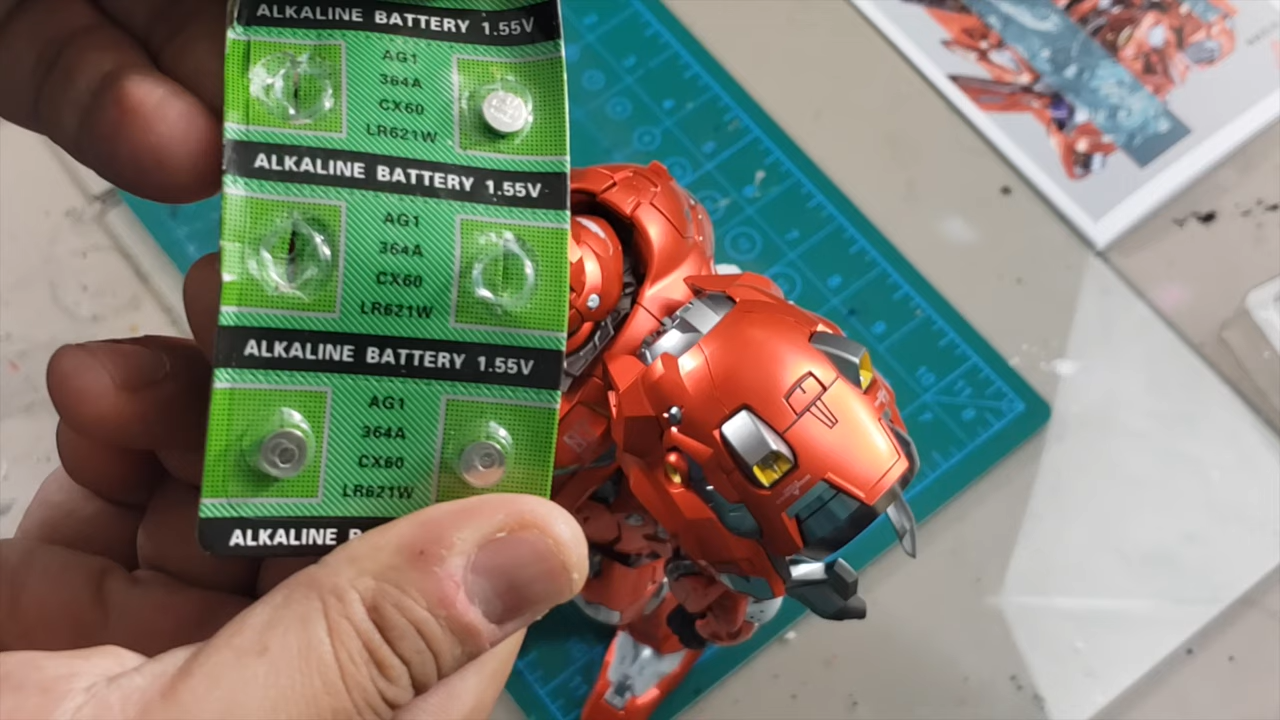 ALKALINE BATTERY 1.55V
AG1
364A
CX60
LR621W
ALKALINE BATTERY 1.55V
AG1
364A
CX60
LR621W
ALKALINE BATTERY 1.55V
AG1
364A
CX60
LR621W
ALKALINE